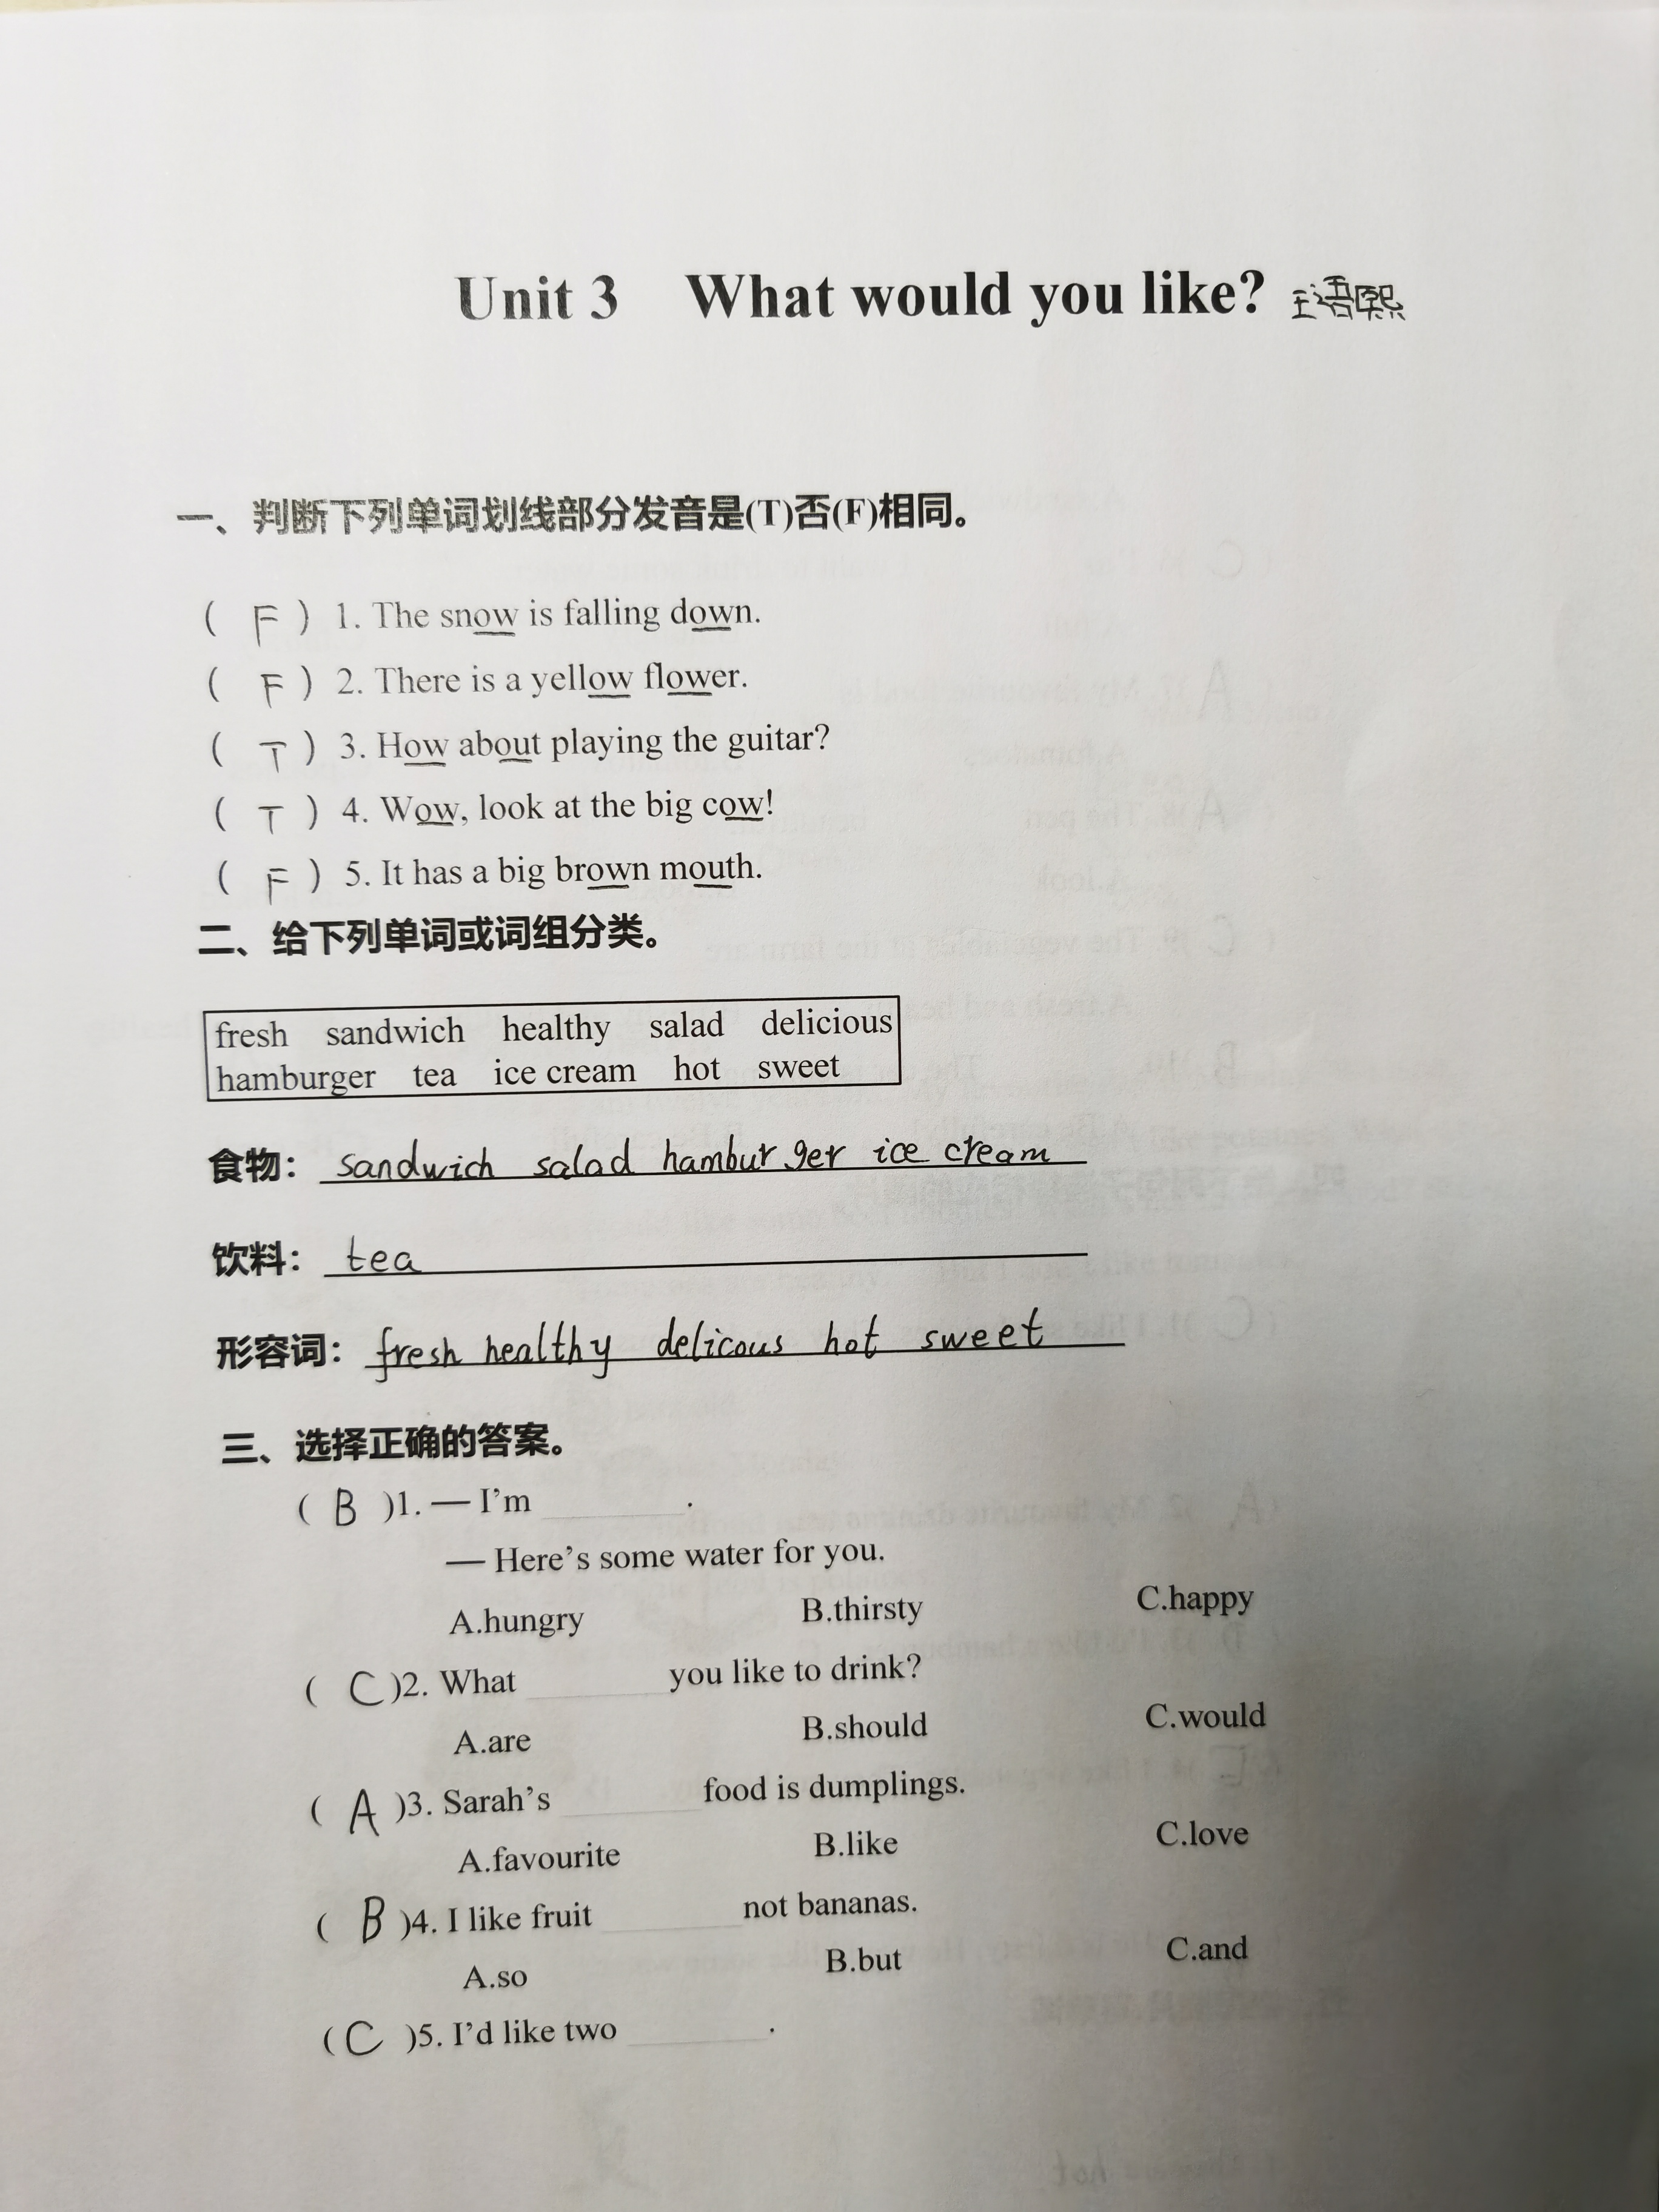 Unit 3 What would you like? 王语熙
一、判断下列单词划线部分发音是(T)否(F)相同。
( F ) 1. The snow is falling down.
( F ) 2. There is a yellow flower.
( T ) 3. How about playing the guitar?
( T ) 4. Wow, look at the big cow!
( F ) 5. It has a big brown mouth.
二、给下列单词或词组分类。
fresh sandwich healthy salad delicious
hamburger tea ice cream hot sweet
食物: sandwich salad hamburger ice cream
饮料: tea
形容词: fresh healthy delicous hot sweet
三、选择正确的答案。
( B )1. — I'm ______.
— Here's some water for you.
A.hungry B.thirsty C.happy
( C )2. What ______ you like to drink?
A.are B.should C.would
( A )3. Sarah's ______ food is dumplings.
A.favourite B.like C.love
( B )4. I like fruit ______ not bananas.
A.so B.but C.and
( C )5. I'd like two ______.